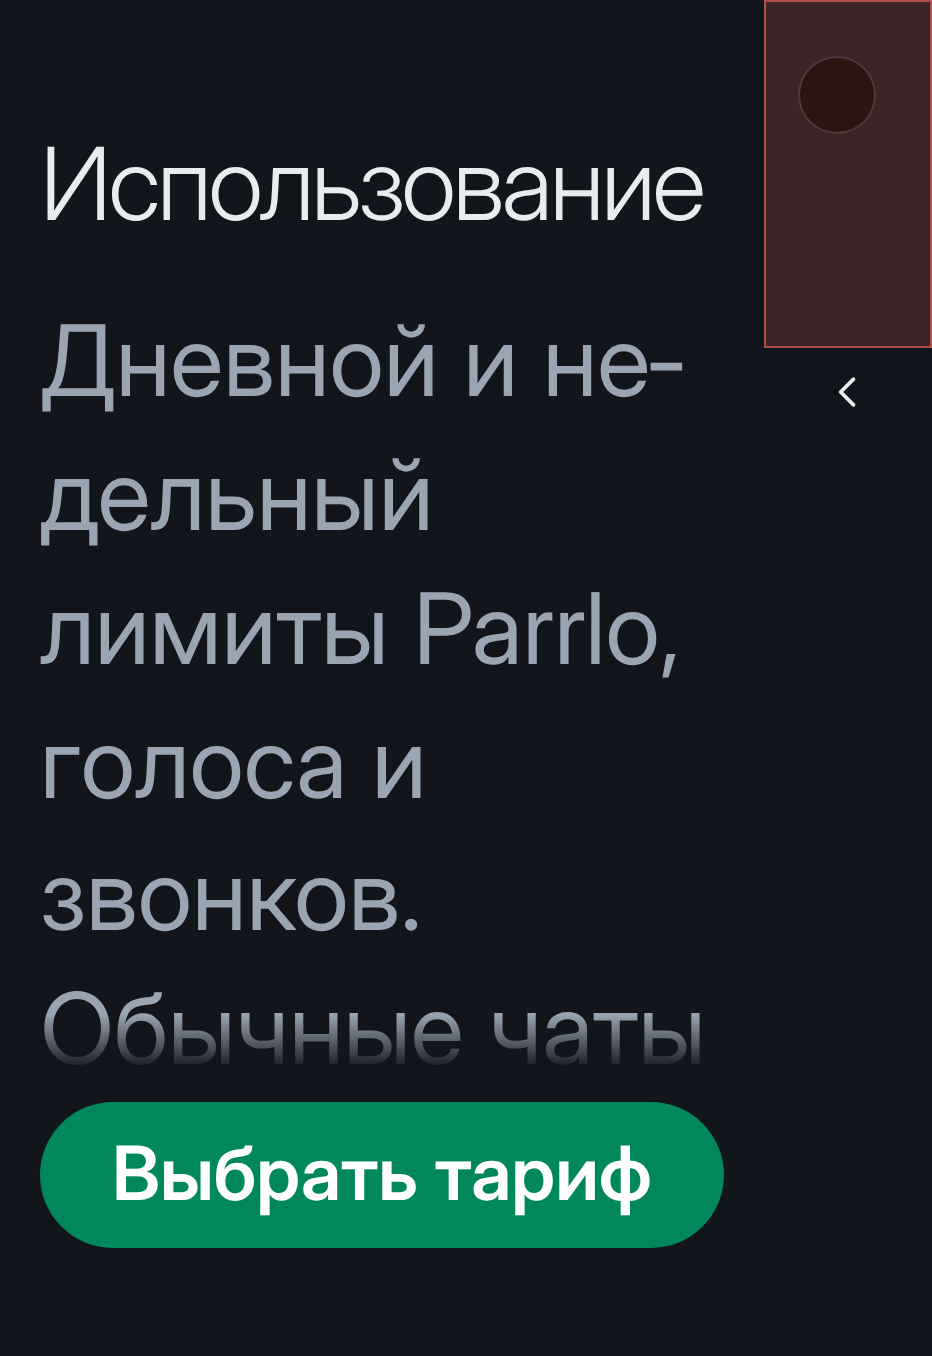 Использование
Дневной и не-
дельный
лимиты Parrlo,
голоса и
звонков.
Обычные чаты
Выбрать тариф